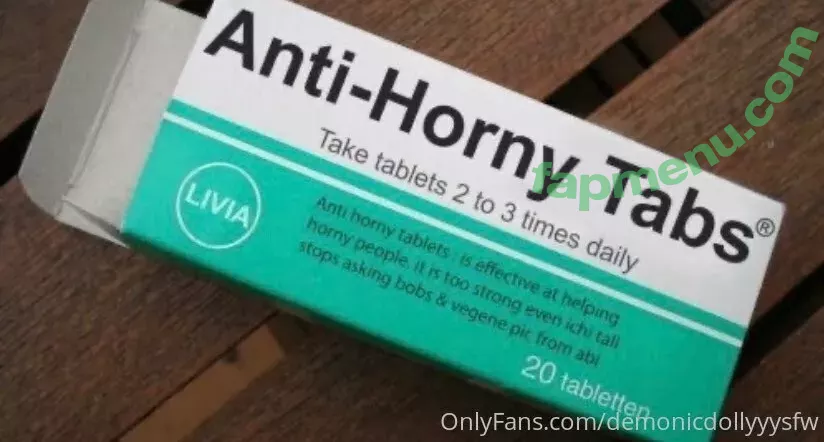 Anti-Horny Tabs®
Take tablets 2 to 3 times daily
LIVIA
Anti horny tablets : is effective at helping
horny people. it is too strong even ichi tall
stops asking bobs & vegene pic from abl
20 tabletten
fapmenu.com
OnlyFans.com/demonicdollyyysfw